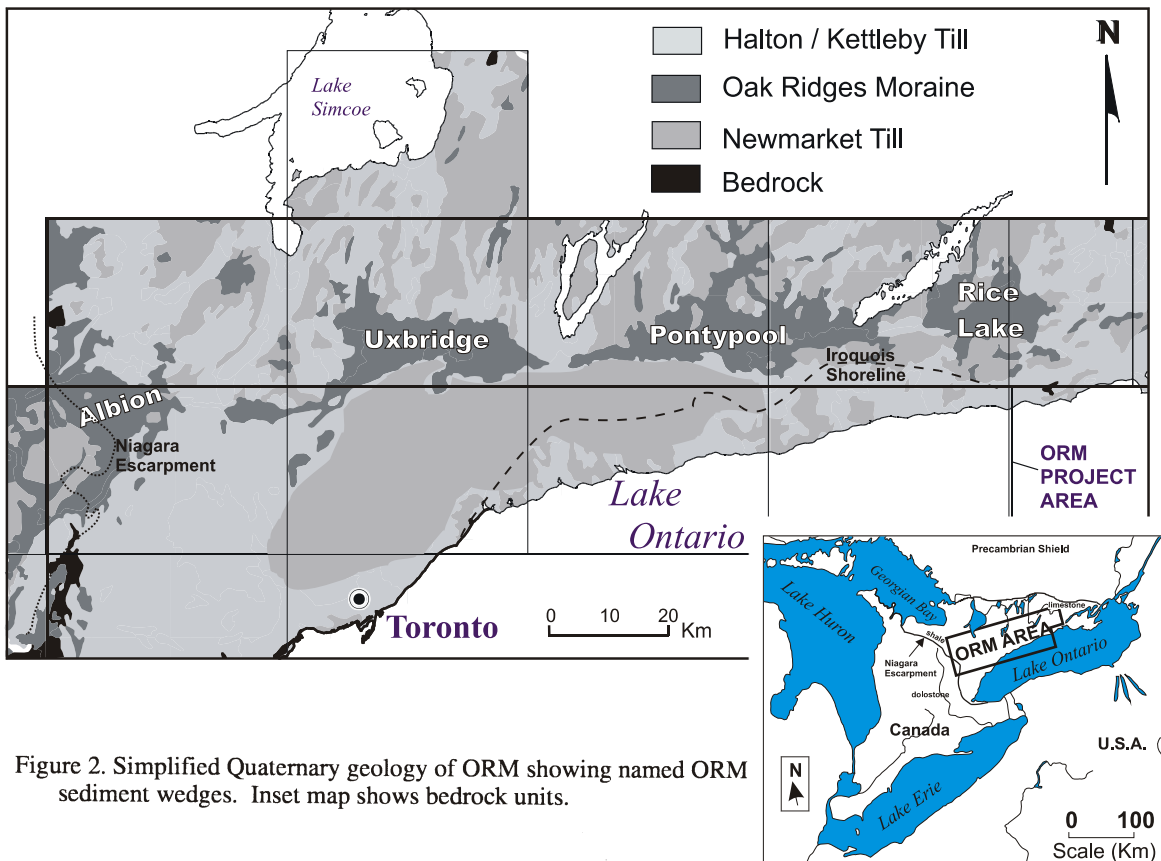 Halton / Kettleby Till
Oak Ridges Moraine
Newmarket Till
Bedrock
N
Lake
Simcoe
Uxbridge
Pontypool
Rice
Lake
Iroquois
Shoreline
Albion
Niagara
Escarpment
ORM
PROJECT
AREA
Lake
Ontario
Toronto
0 10 20
Km
Precambrian Shield
Georgian Bay
Lake Huron
limestone
shale
ORM AREA
Niagara
Escarpment
Lake Ontario
dolostone
Canada
U.S.A.
N
Lake Erie
0 100
Scale (Km)
Figure 2. Simplified Quaternary geology of ORM showing named ORM
sediment wedges. Inset map shows bedrock units.